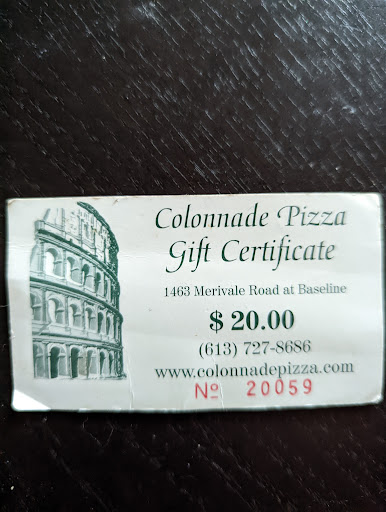 Colonnade Pizza
Gift Certificate
1463 Merivale Road at Baseline
$ 20.00
(613) 727-8686
www.colonnadepizza.com
Nº 20059